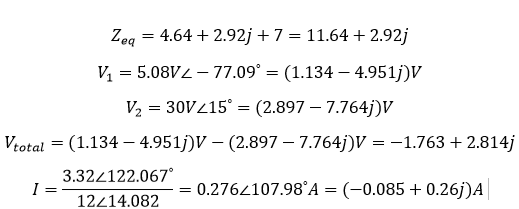 Z_eq = 4.64 + 2.92j + 7 = 11.64 + 2.92j
V_1 = 5.08V∠ − 77.09° = (1.134 − 4.951j)V
V_2 = 30V∠15° = (2.897 − 7.764j)V
V_total = (1.134 − 4.951j)V − (2.897 − 7.764j)V = −1.763 + 2.814j
I = 3.32∠122.067° / 12∠14.082 = 0.276∠107.98°A = (−0.085 + 0.26j)A